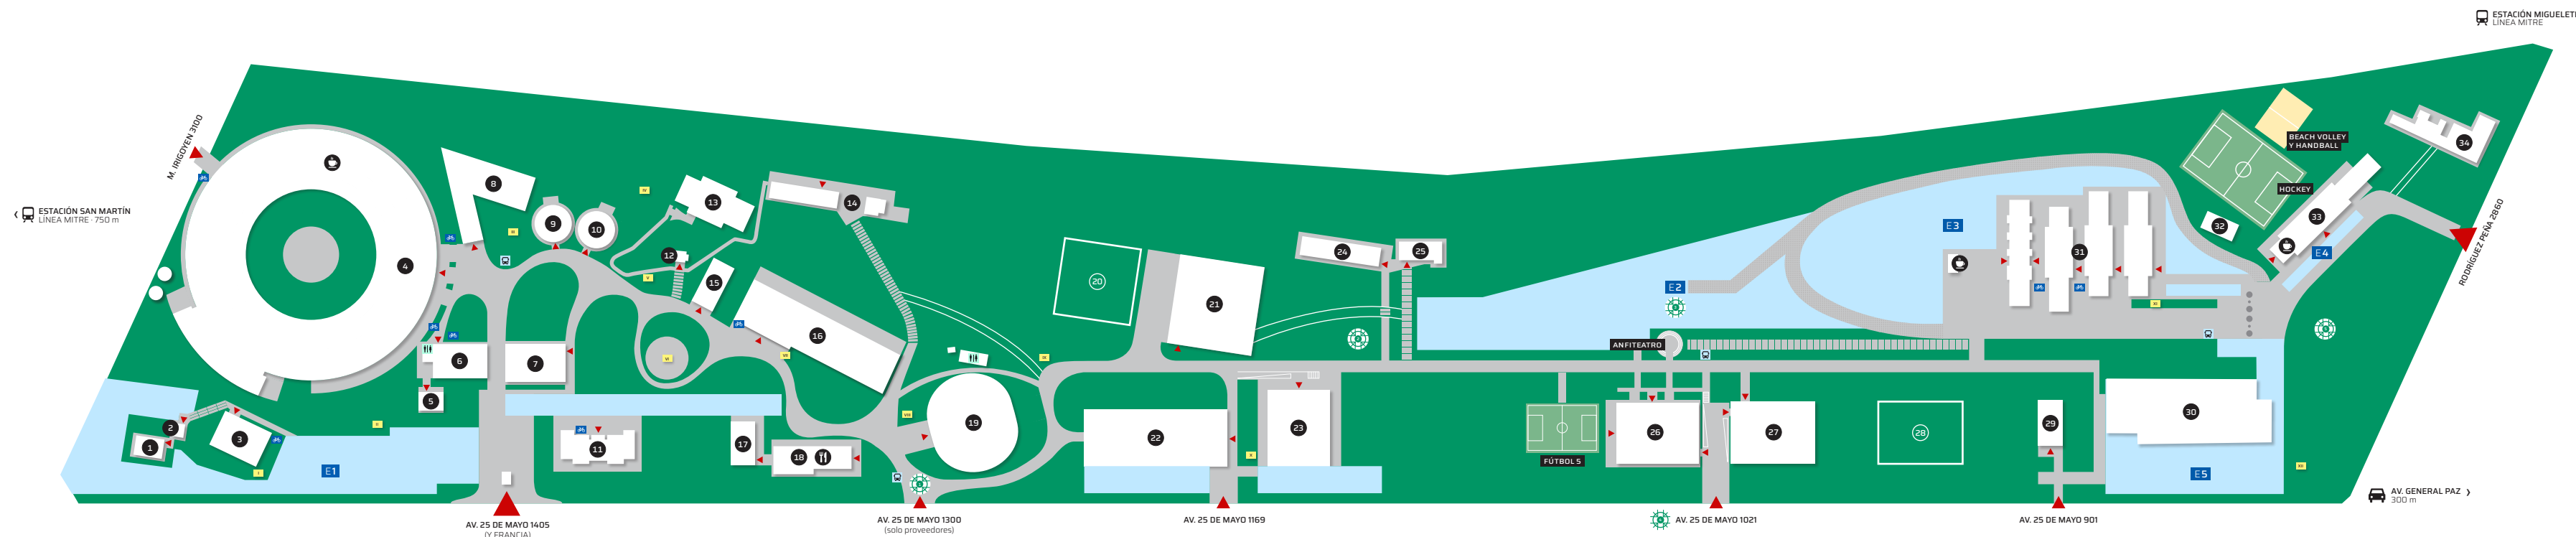 ESTACIÓN MIGUELET
LÍNEA MITRE
M. IRIGOYEN 3100
ESTACIÓN SAN MARTÍN
LÍNEA MITRE · 750 m
BEACH VOLLEY
Y HANDBALL
HOCKEY
RODRÍGUEZ PEÑA 2860
34
33
32
31
8
9
10
13
14
12
15
4
16
20
21
24
25
E3
E4
E2
ANFITEATRO
6
7
5
2
1
3
E1
11
17
18
19
22
23
FÚTBOL 5
26
27
28
29
30
E5
AV. 25 DE MAYO 1405
(Y FRANCIA)
AV. 25 DE MAYO 1300
(solo proveedores)
AV. 25 DE MAYO 1169
AV. 25 DE MAYO 1021
AV. 25 DE MAYO 901
AV. GENERAL PAZ
300 m